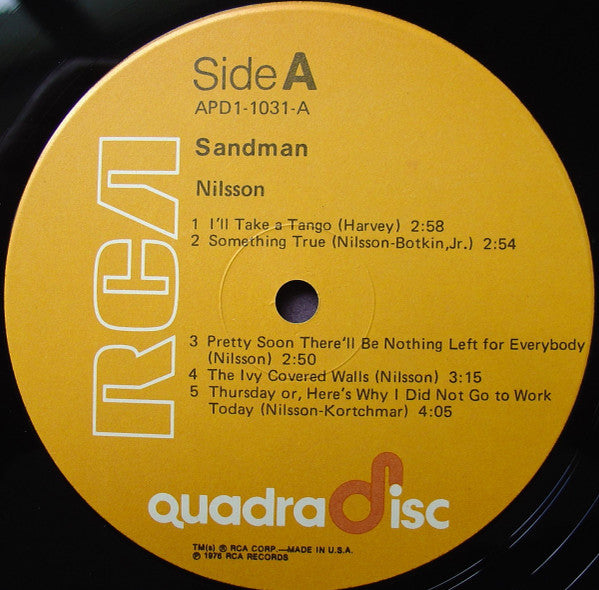 Side A
APD1-1031-A
Sandman
Nilsson
1 I'll Take a Tango (Harvey) 2:58
2 Something True (Nilsson-Botkin,Jr.) 2:54
3 Pretty Soon There'll Be Nothing Left for Everybody
(Nilsson) 2:50
4 The Ivy Covered Walls (Nilsson) 3:15
5 Thursday or, Here's Why I Did Not Go to Work
Today (Nilsson-Kortchmar) 4:05
RCA
quadradisc
TM(s) ® RCA CORP.—MADE IN U.S.A.
℗ 1976 RCA RECORDS